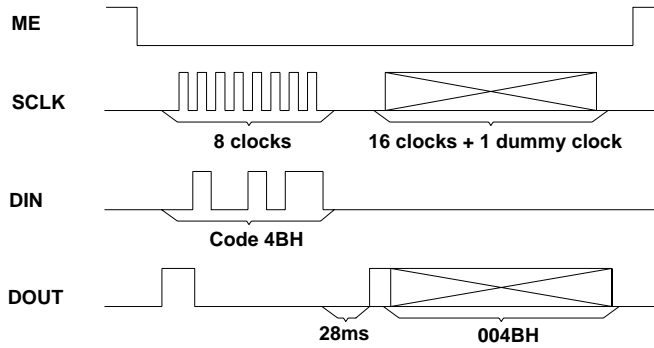 ME
SCLK
8 clocks
16 clocks + 1 dummy clock
DIN
Code 4BH
DOUT
28ms
004BH